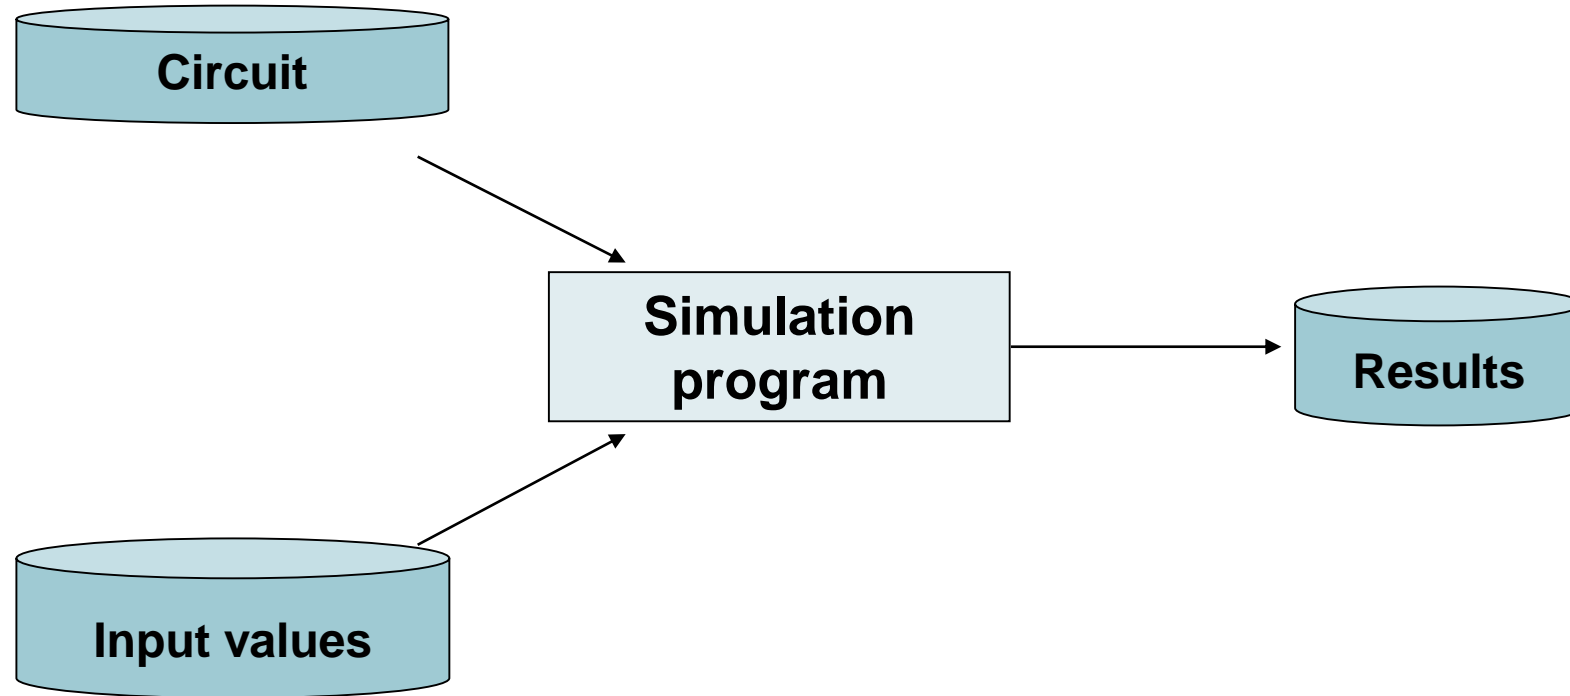 Circuit
Simulation
program
Results
Input values